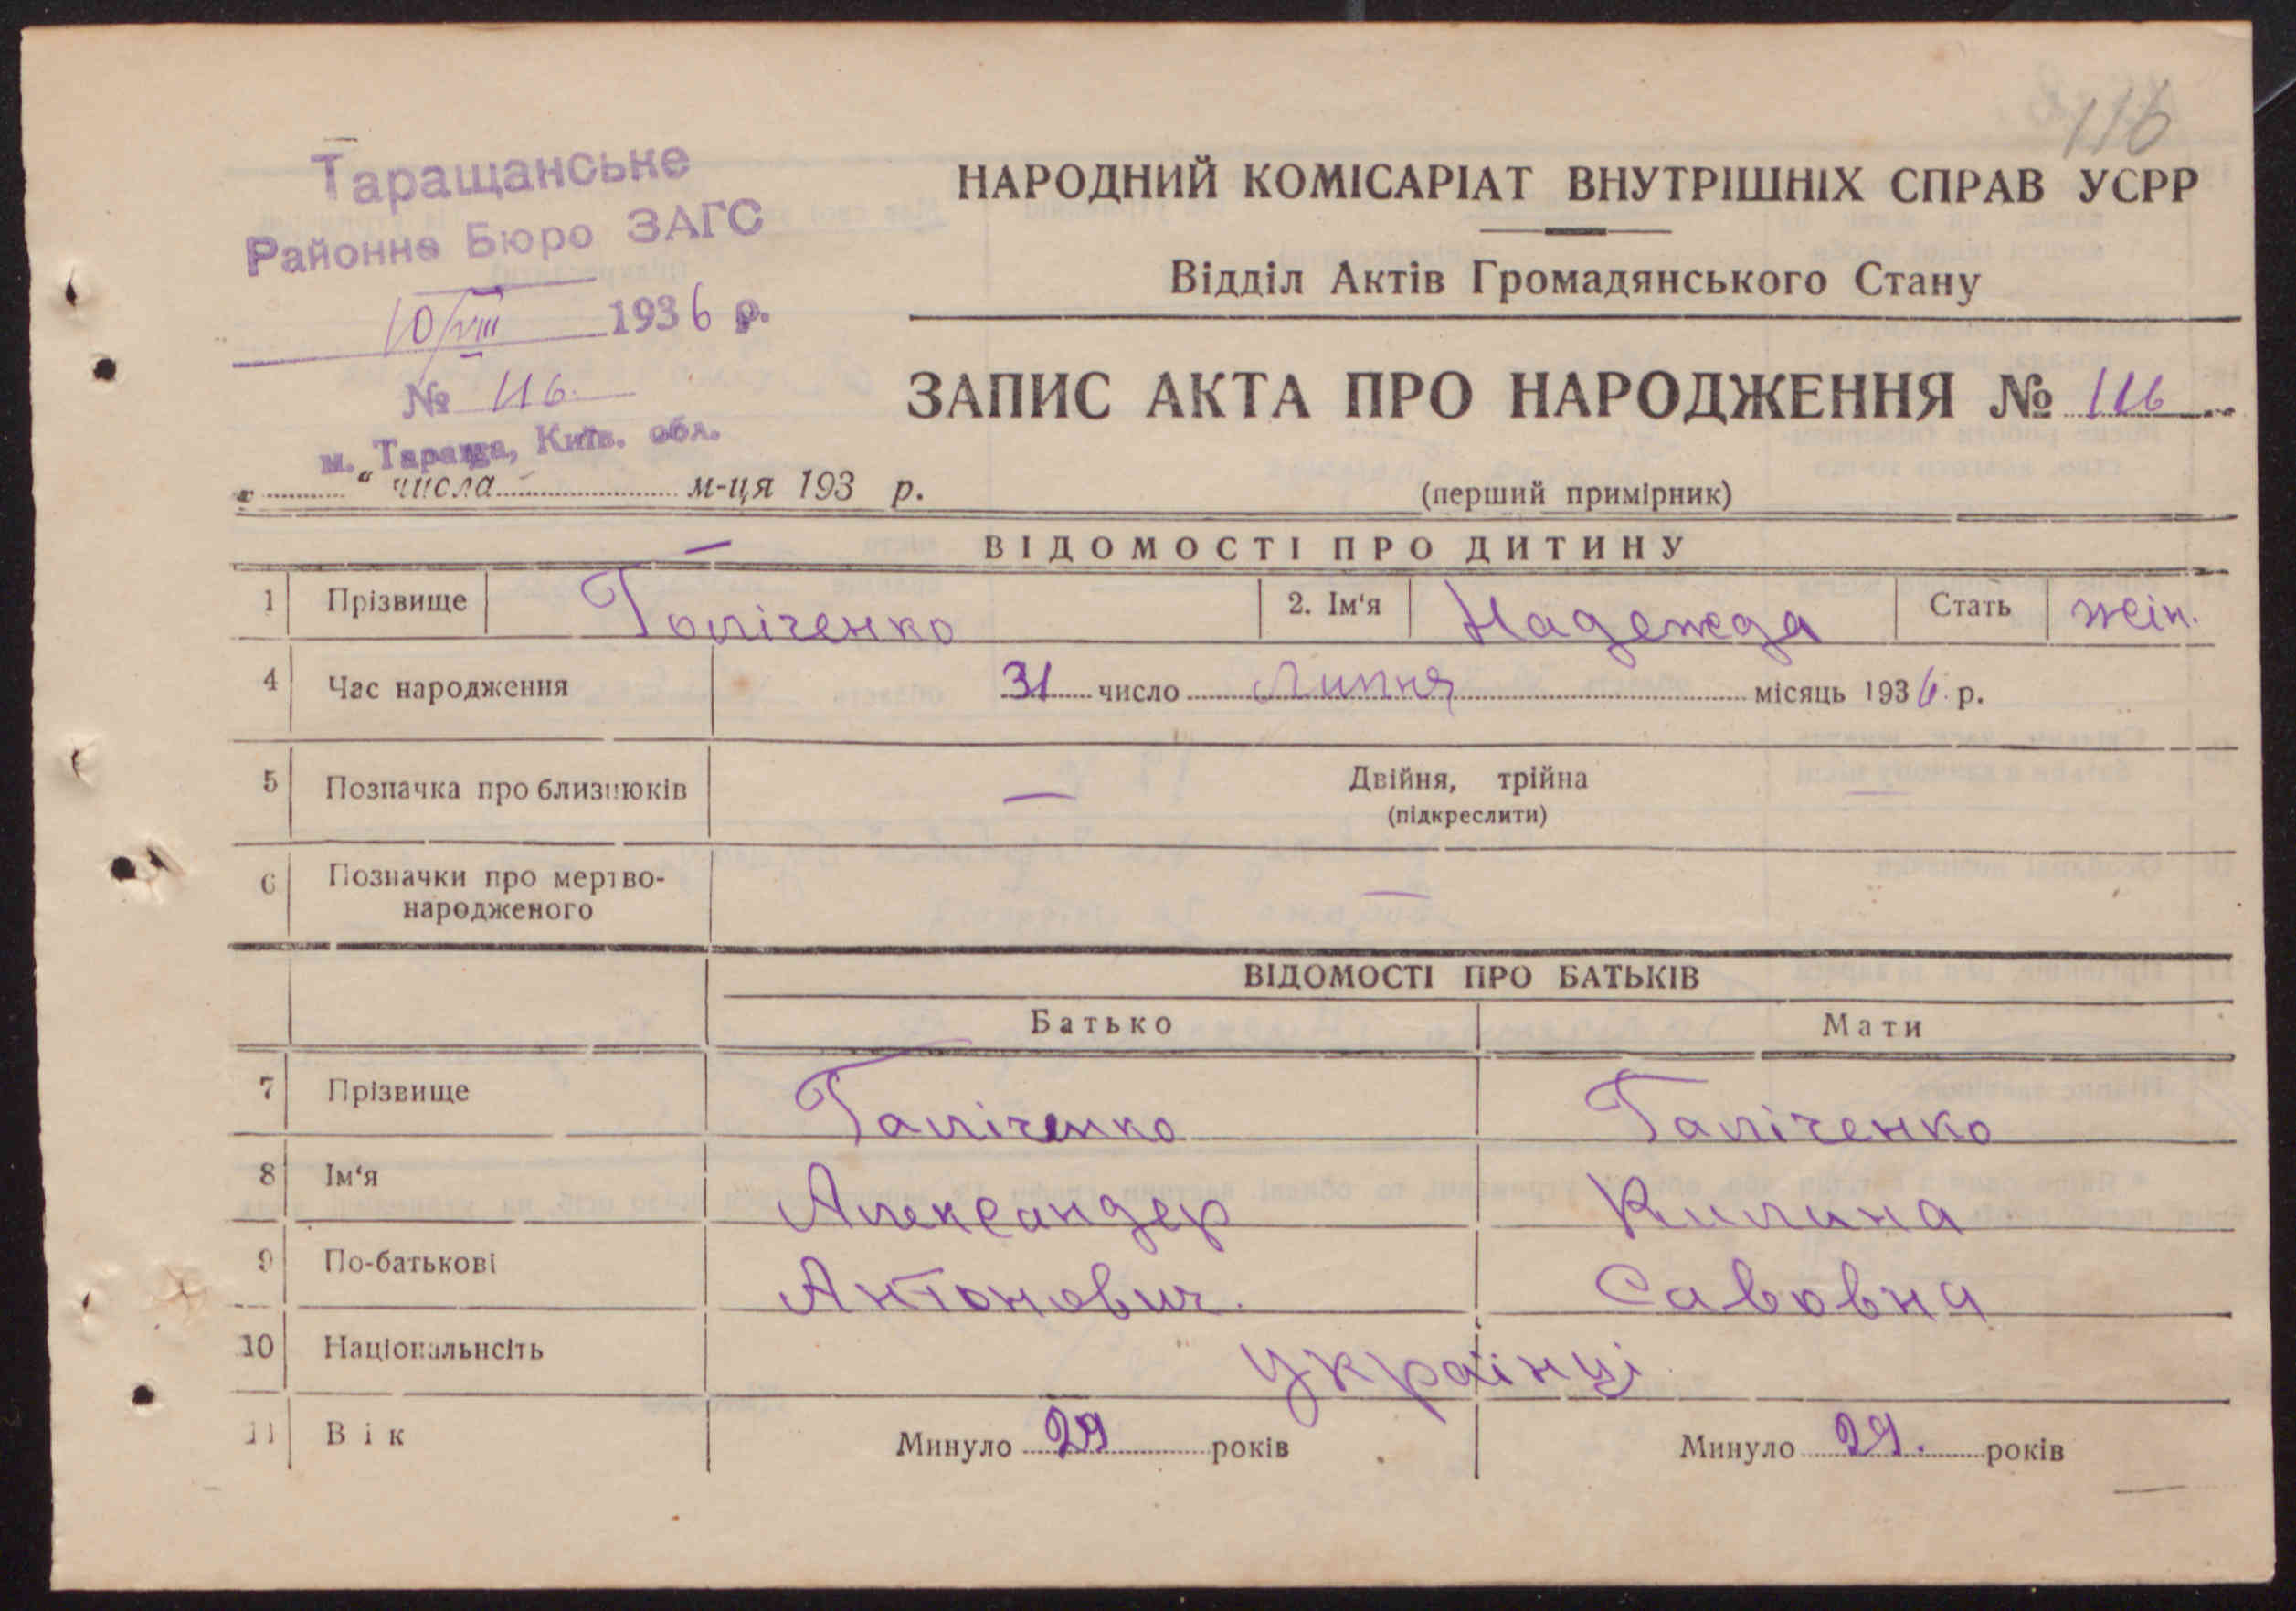 116
Таращанське
Районне Бюро ЗАГС
10/VIII 1936 р.
№ 116.
м. Тараща, Київ. обл.
НАРОДНИЙ КОМІСАРІАТ ВНУТРІШНІХ СПРАВ УСРР
Відділ Актів Громадянського Стану
ЗАПИС АКТА ПРО НАРОДЖЕННЯ № 116
„ “ числа м-ця 193 р.
(перший примірник)
ВІДОМОСТІ ПРО ДИТИНУ
1 Прізвище Голіченко 2. Ім‘я Надежда Стать жін.
4 Час народження 31 число Липня місяць 1936 р.
5 Позначка про близнюків — Двійня, трійна
(підкреслити)
6 Позначки про мертво-
народженого —
ВІДОМОСТІ ПРО БАТЬКІВ
Батько Мати
7 Прізвище Галіченко Галіченко
8 Ім‘я Александер Килина
9 По-батькові Антонович. Савовна
10 Національнсіть українці
11 Вік Минуло 29 років Минуло 29. років